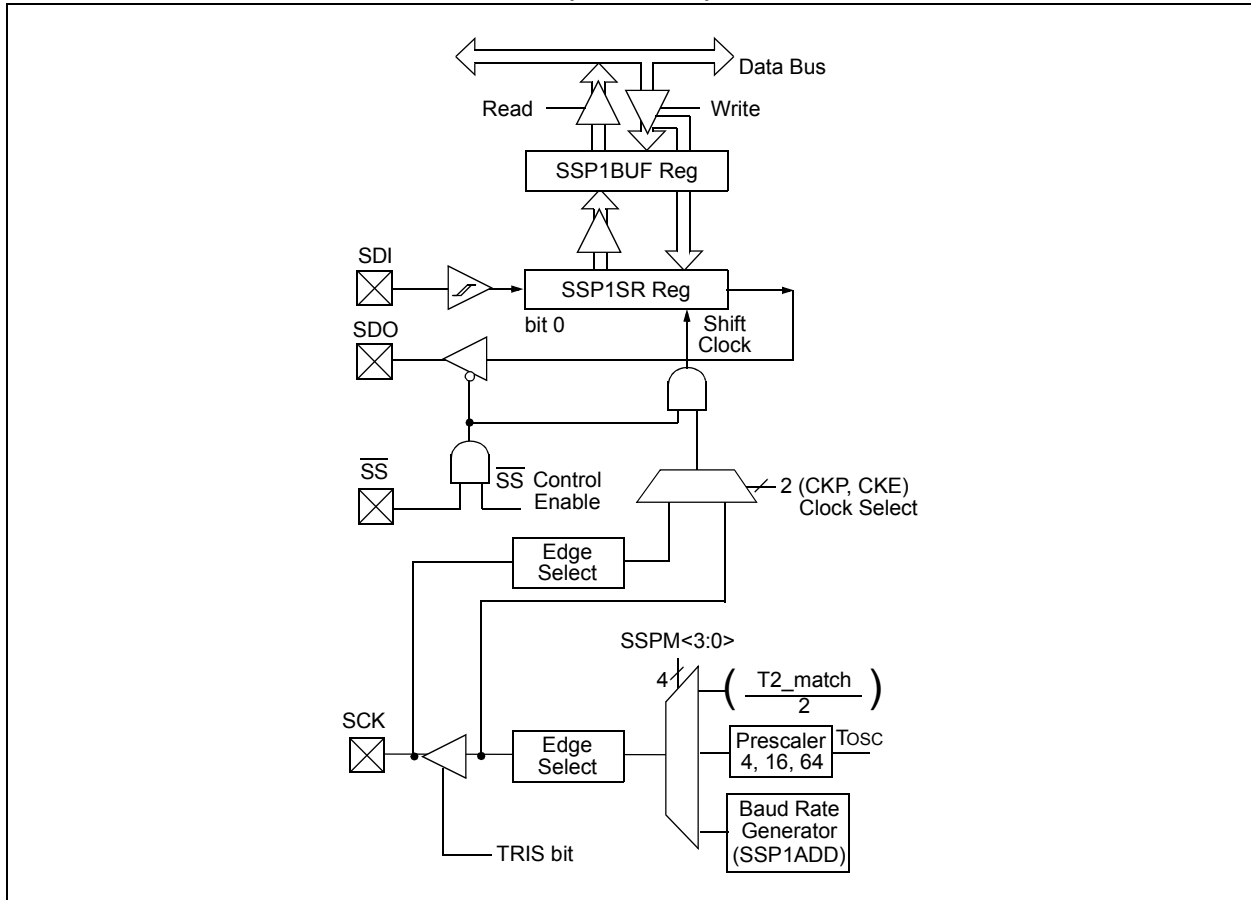 Data Bus
Read
Write
SSP1BUF Reg
SDI
SSP1SR Reg
bit 0
Shift
Clock
SDO
SS
SS Control
Enable
2 (CKP, CKE)
Clock Select
Edge
Select
SSPM<3:0>
4
( T2_match )
2
SCK
Edge
Select
Prescaler
4, 16, 64
TOSC
Baud Rate
Generator
(SSP1ADD)
TRIS bit